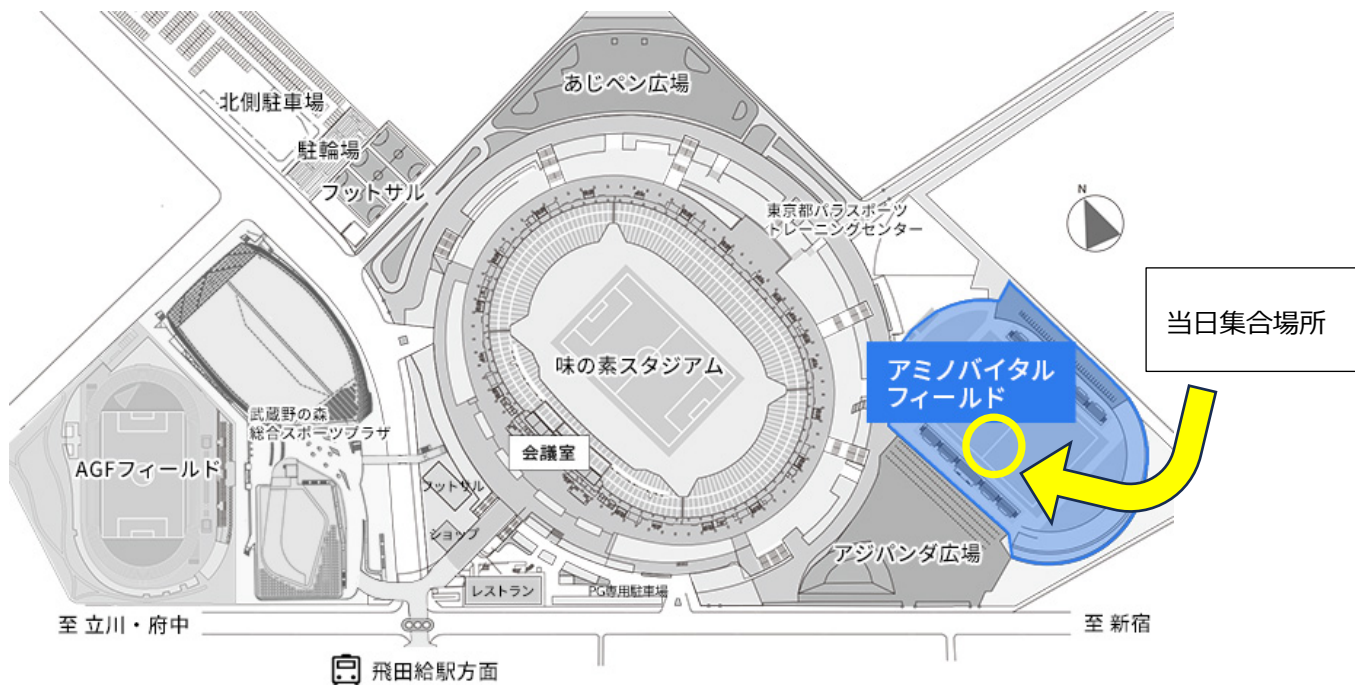 あじペン広場
北側駐車場
駐輪場
フットサル
東京都パラスポーツ
トレーニングセンター
N
当日集合場所
味の素スタジアム
アミノバイタル
フィールド
武蔵野の森
総合スポーツプラザ
会議室
AGFフィールド
フットサル
ショップ
アジパンダ広場
レストラン
PG専用駐車場
至 立川・府中
至 新宿
飛田給駅方面